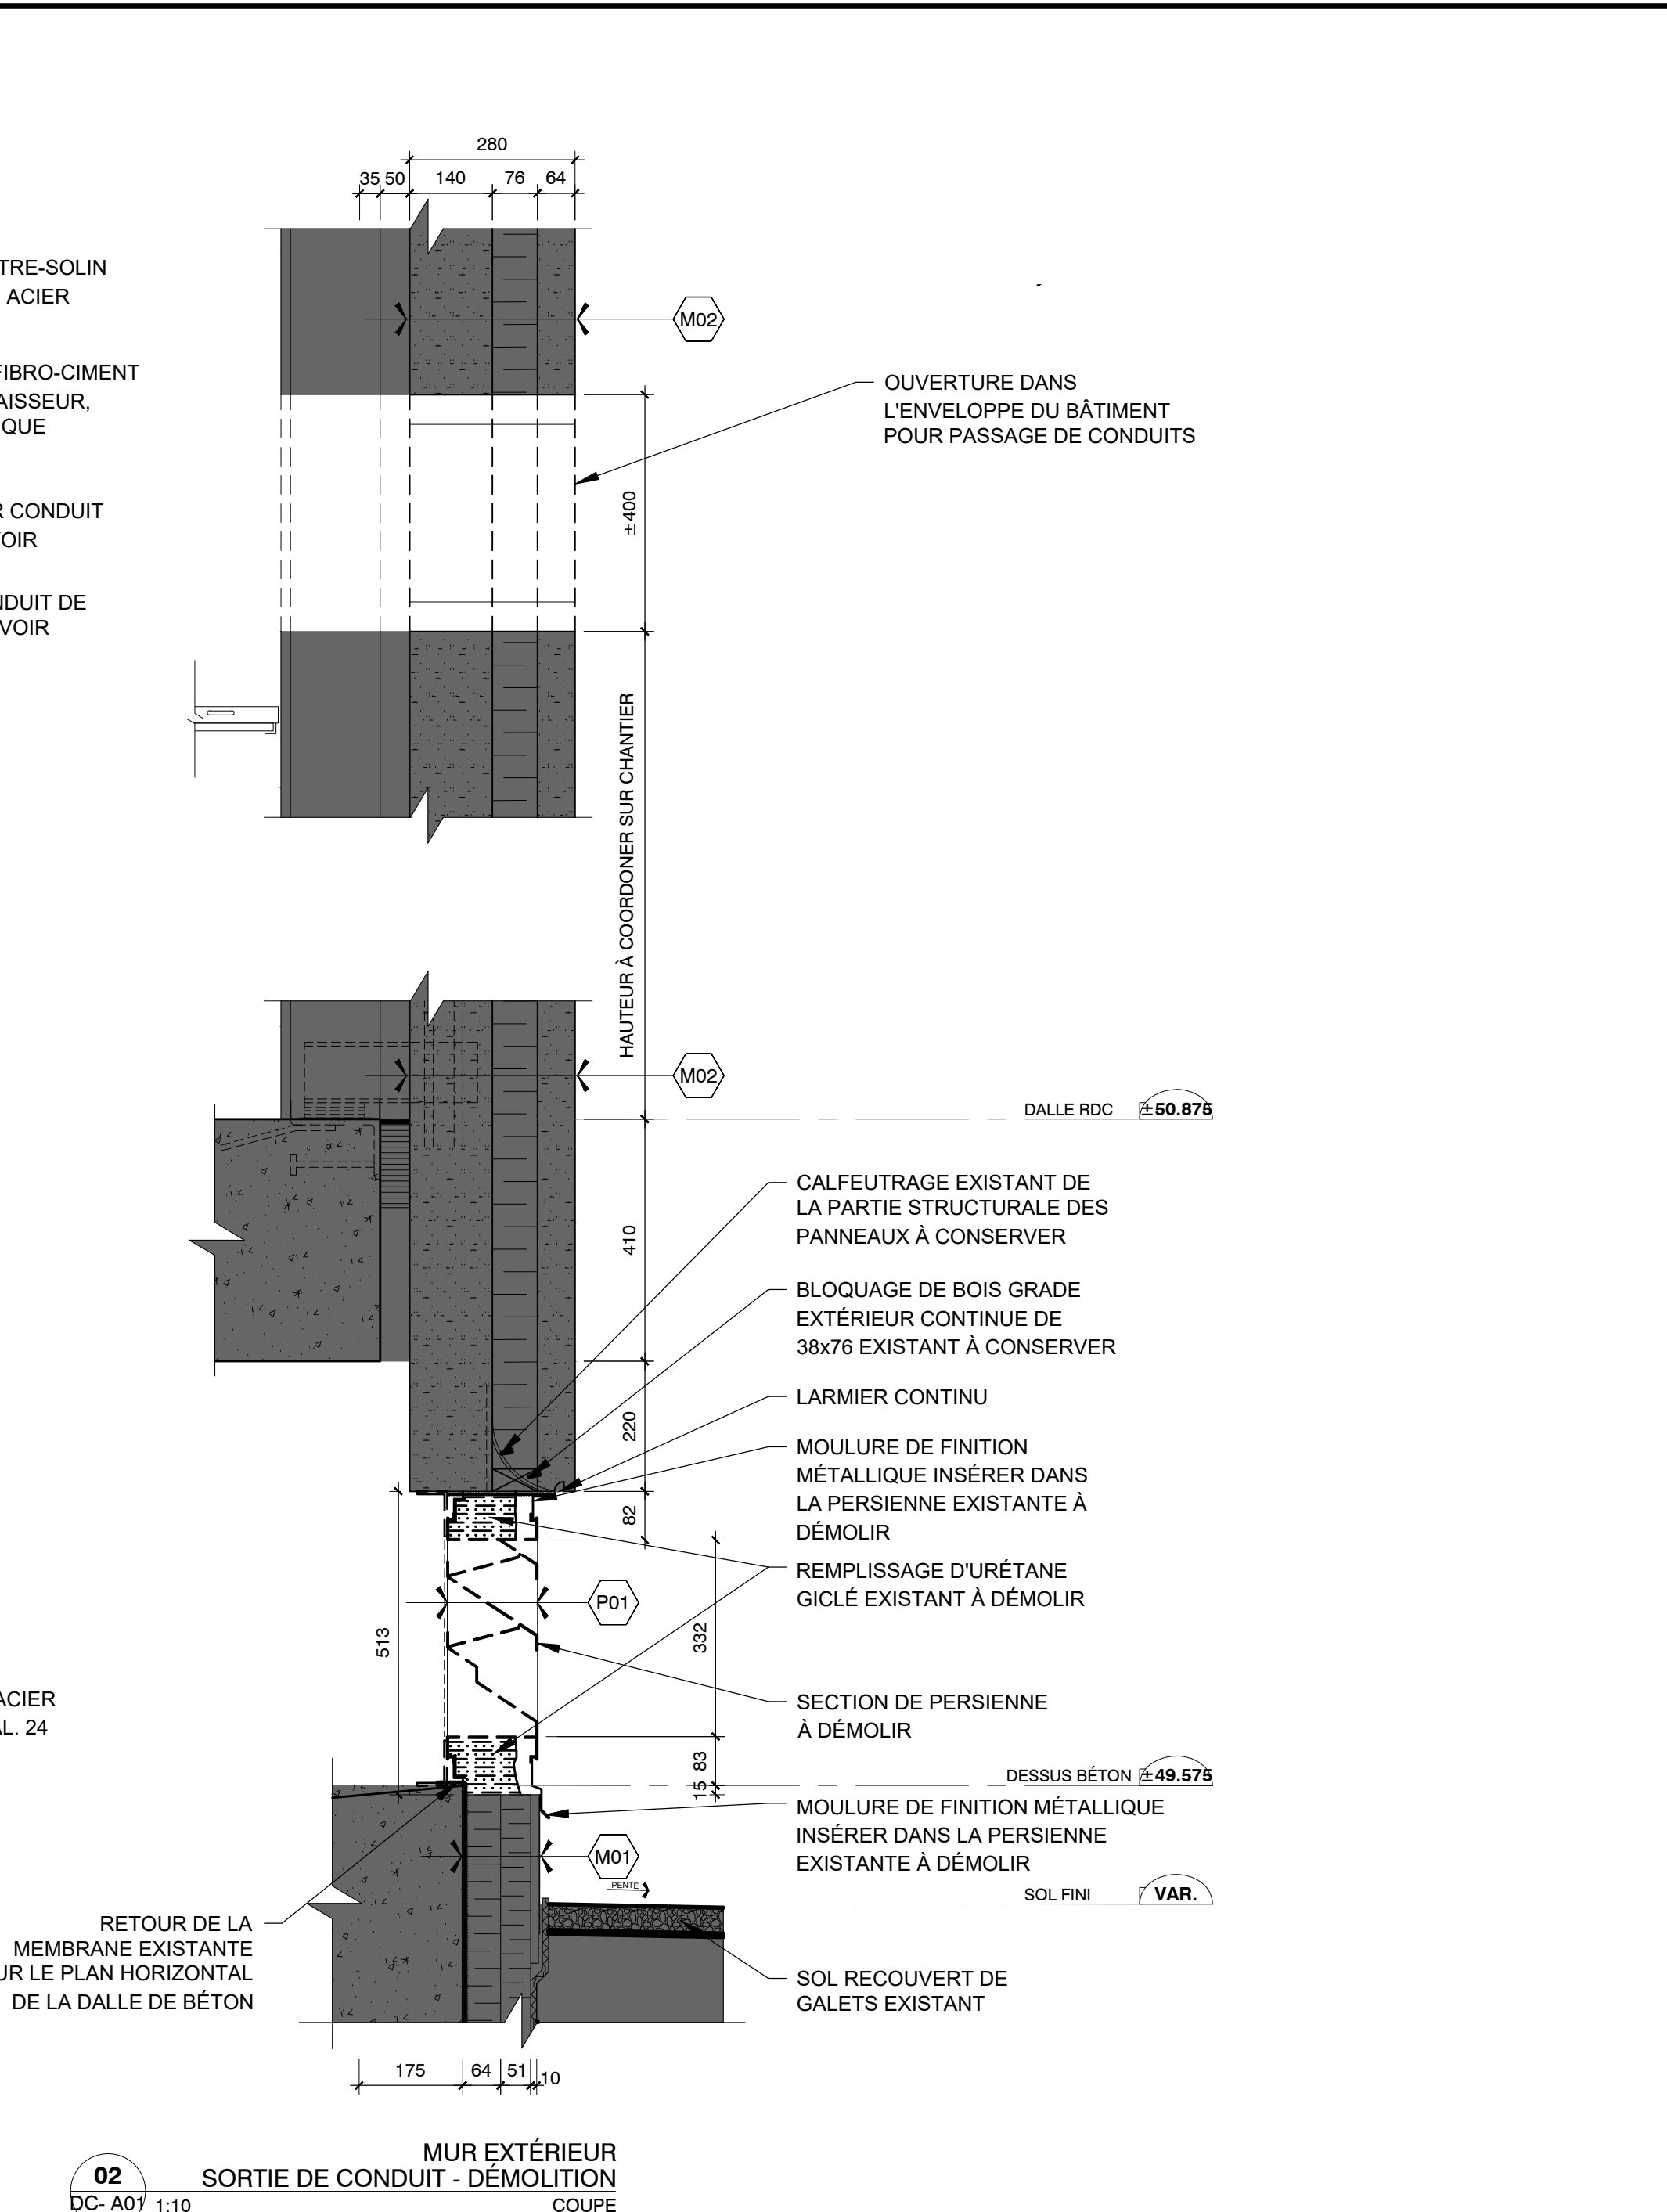 280
35 50 140 76 64
TRE-SOLIN
ACIER
M02
FIBRO-CIMENT
AISSEUR,
QUE
OUVERTURE DANS
L'ENVELOPPE DU BÂTIMENT
POUR PASSAGE DE CONDUITS
±400
R CONDUIT
OIR
NDUIT DE
VOIR
HAUTEUR À COORDONER SUR CHANTIER
M02
DALLE RDC ±50.875
CALFEUTRAGE EXISTANT DE
LA PARTIE STRUCTURALE DES
PANNEAUX À CONSERVER
410
BLOQUAGE DE BOIS GRADE
EXTÉRIEUR CONTINUE DE
38x76 EXISTANT À CONSERVER
LARMIER CONTINU
220
MOULURE DE FINITION
MÉTALLIQUE INSÉRER DANS
LA PERSIENNE EXISTANTE À
DÉMOLIR
82
REMPLISSAGE D'URÉTANE
GICLÉ EXISTANT À DÉMOLIR
P01
513
332
SECTION DE PERSIENNE
À DÉMOLIR
ACIER
AL. 24
83
15
DESSUS BÉTON ±49.575
MOULURE DE FINITION MÉTALLIQUE
INSÉRER DANS LA PERSIENNE
EXISTANTE À DÉMOLIR
M01
PENTE
SOL FINI VAR.
RETOUR DE LA
MEMBRANE EXISTANTE
UR LE PLAN HORIZONTAL
DE LA DALLE DE BÉTON
SOL RECOUVERT DE
GALETS EXISTANT
175 64 51 10
MUR EXTÉRIEUR
02 SORTIE DE CONDUIT - DÉMOLITION
DC- A01 1:10 COUPE